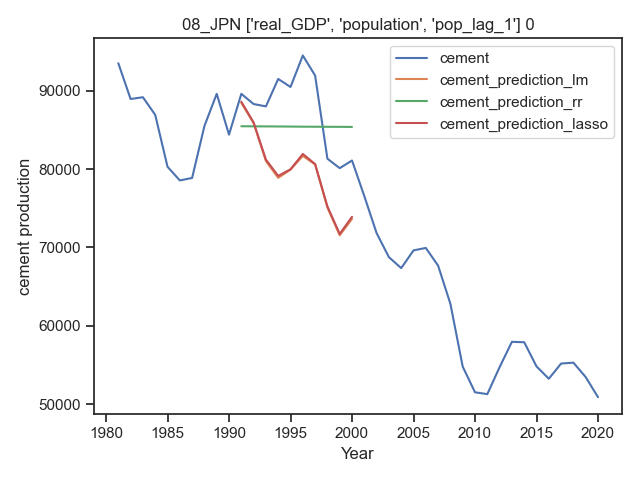 08_JPN ['real_GDP', 'population', 'pop_lag_1'] 0
cement
cement_prediction_lm
cement_prediction_rr
cement_prediction_lasso
90000
80000
70000
60000
50000
cement production
1980 1985 1990 1995 2000 2005 2010 2015 2020
Year